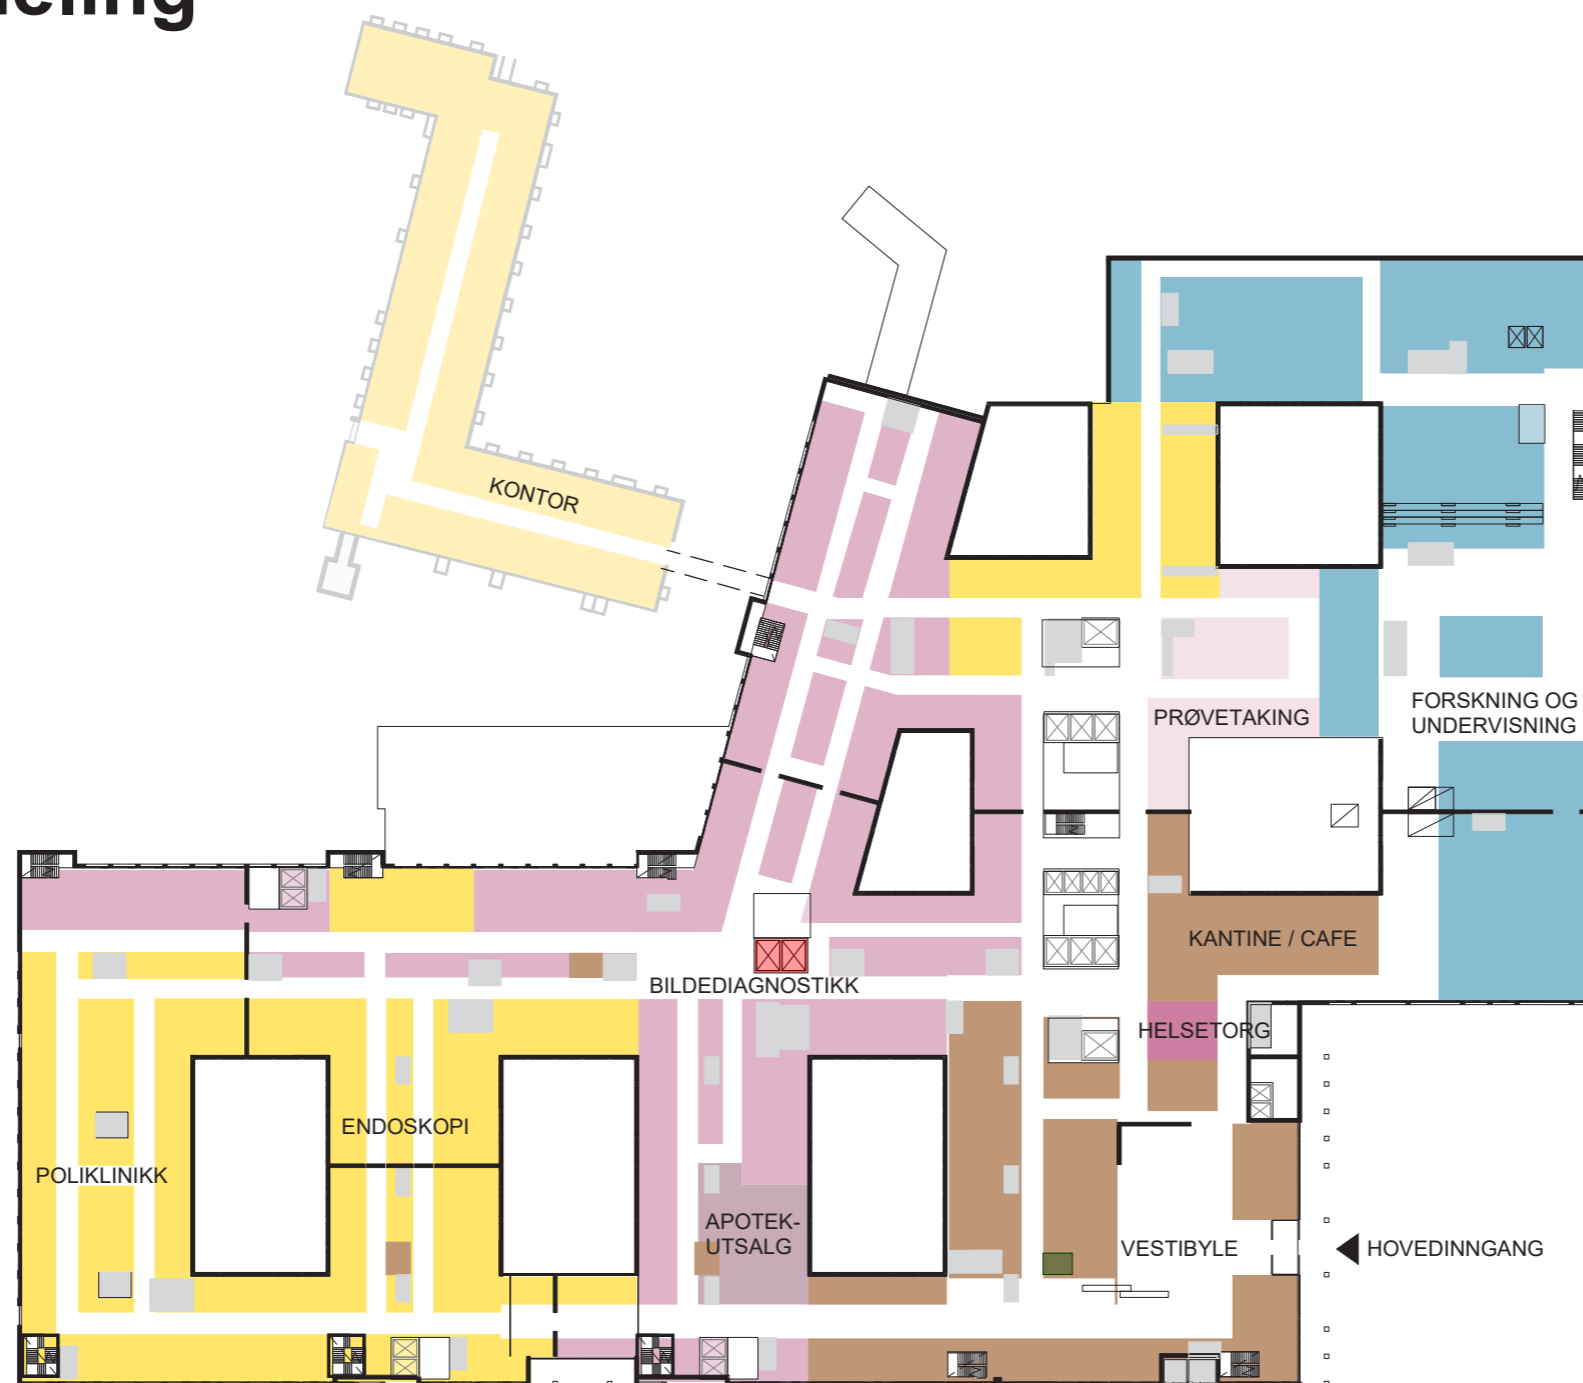 KONTOR
PRØVETAKING
FORSKNING OG
UNDERVISNING
KANTINE / CAFE
BILDEDIAGNOSTIKK
HELSETORG
ENDOSKOPI
POLIKLINIKK
APOTEK-
UTSALG
VESTIBYLE
HOVEDINNGANG